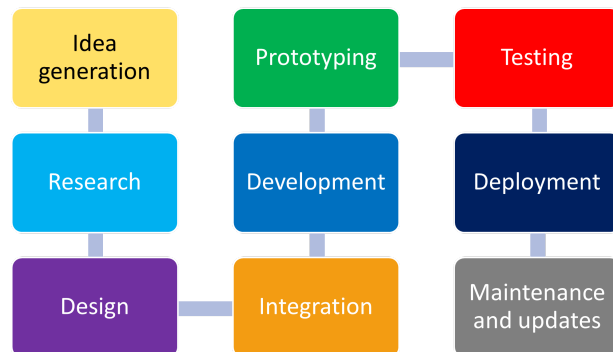 Idea
generation
Research
Design
Integration
Development
Prototyping
Testing
Deployment
Maintenance
and updates